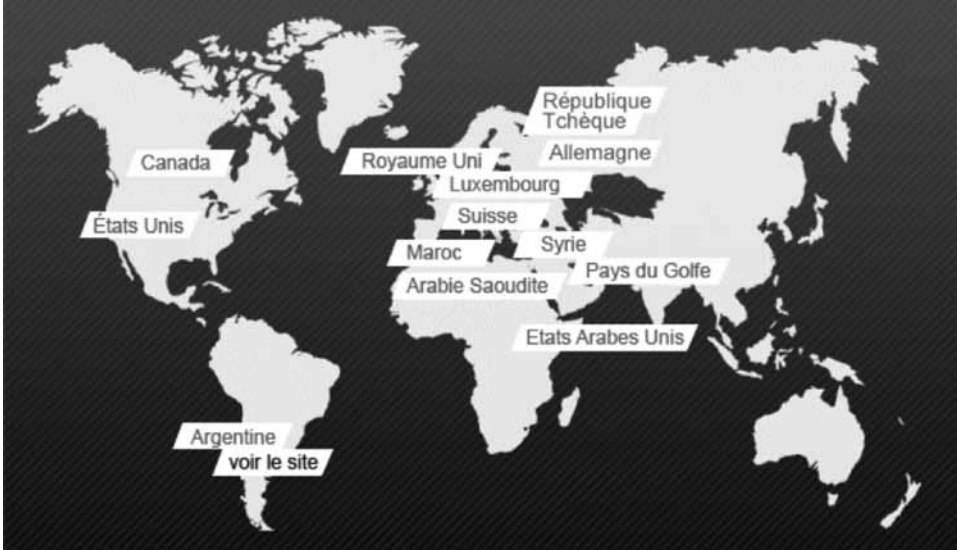 République
Tchèque
Allemagne
Canada
Royaume Uni
Luxembourg
États Unis
Suisse
Maroc
Syrie
Pays du Golfe
Arabie Saoudite
Etats Arabes Unis
Argentine
voir le site